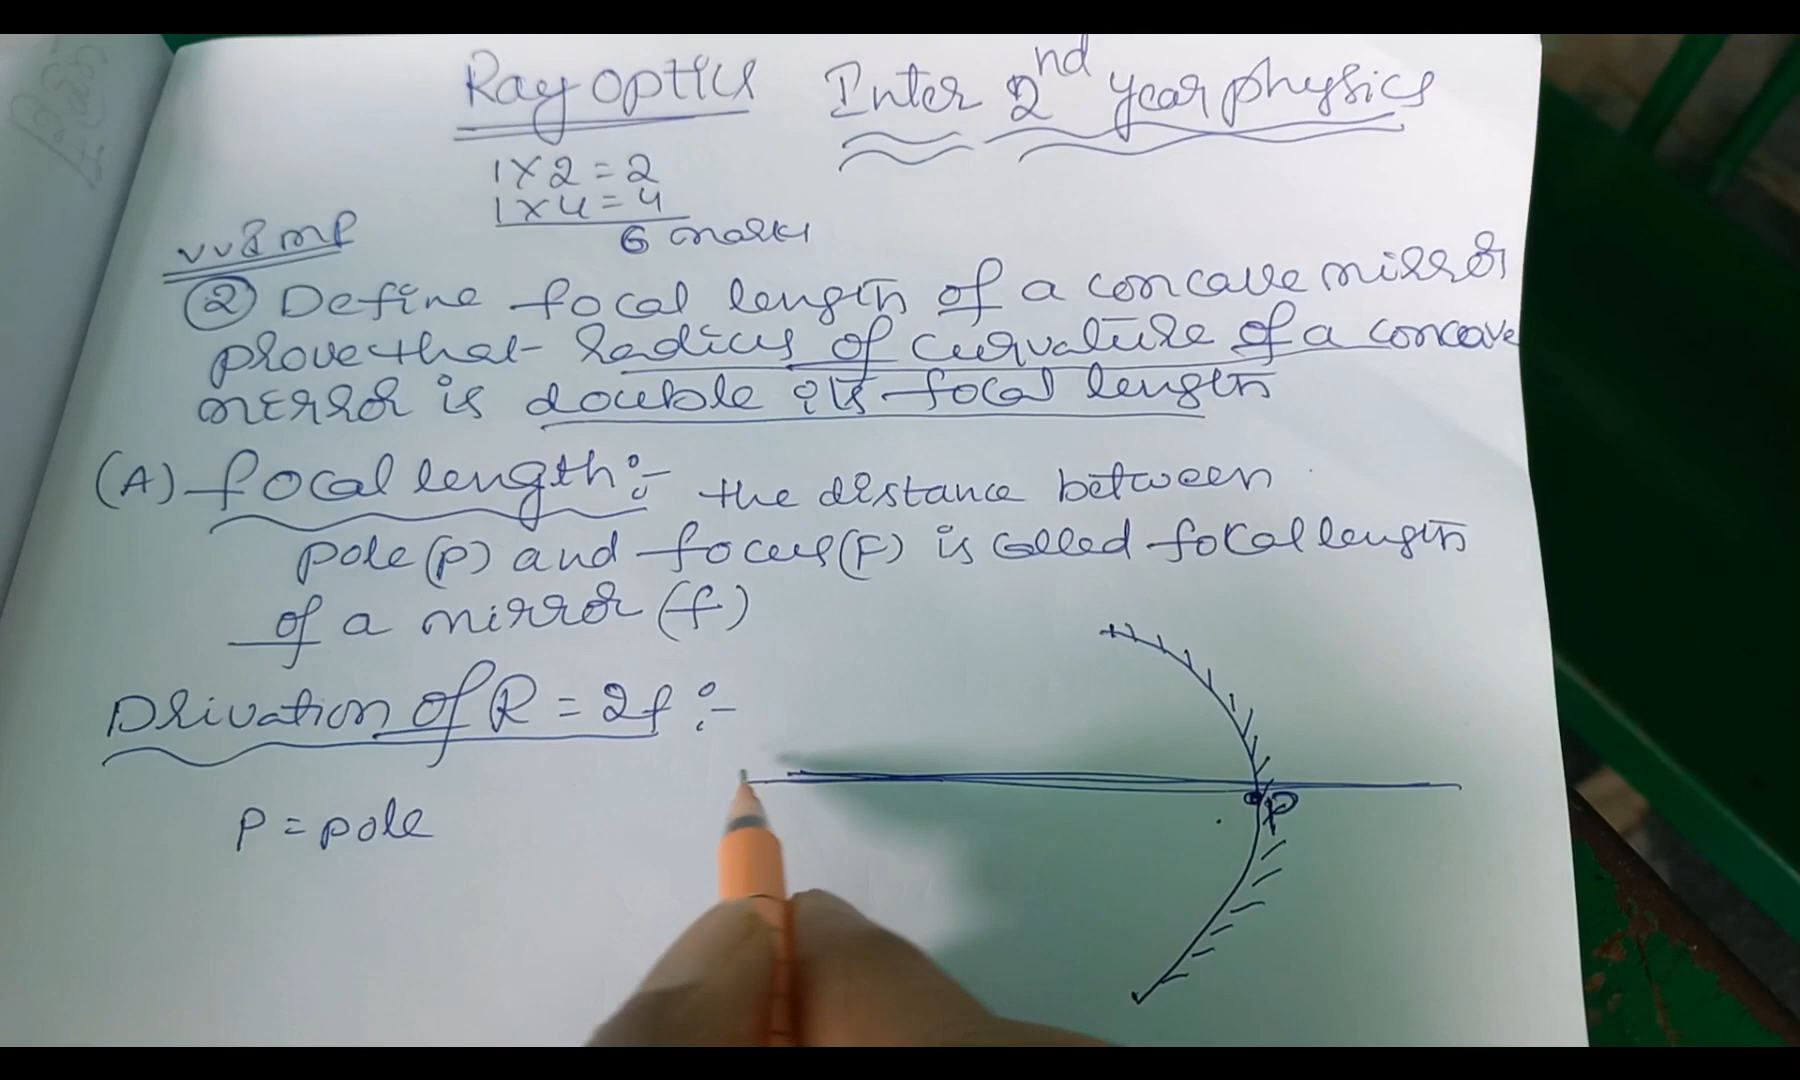 Ray optics Inter 2nd year physics
1 X 2 = 2
1 X 4 = 4
6 marks
vvimp
② Define focal length of a concave mirror
prove that radius of curvature of a concave
mirror is double its focal length
(A) focal length :- the distance between
pole (p) and focus (F) is called focal length
of a mirror (f)
Drivation of R = 2f :-
P = pole
P